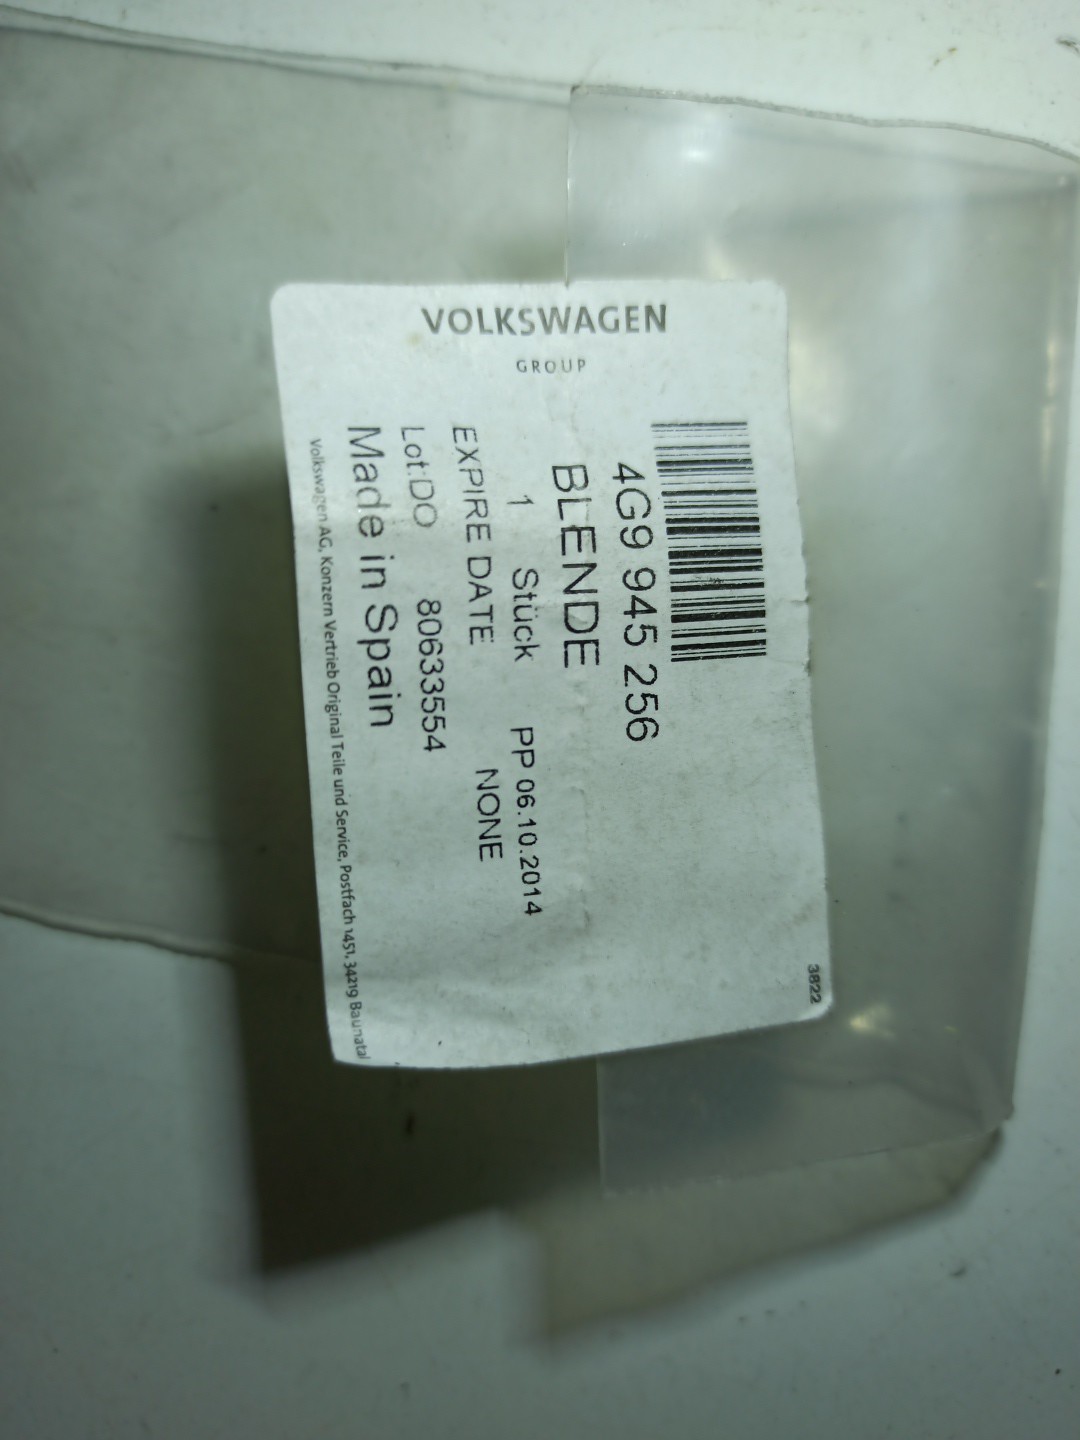 VOLKSWAGEN
GROUP
4G9 945 256
BLENDE
1 Stück PP 06.10.2014
EXPIRE DATE NONE
Lot:DO 80633554
Made in Spain
Volkswagen AG, Konzern Vertrieb Original Teile und Service, Postfach 1451, 34219 Baunatal
3822